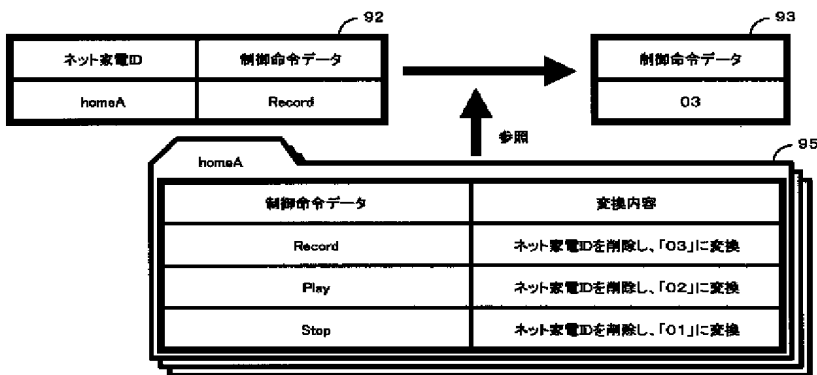 92
93
ネット家電ID 制御命令データ
制御命令データ
homeA Record
03
参照
95
homeA
制御命令データ 変換内容
Record ネット家電IDを削除し、「03」に変換
Play ネット家電IDを削除し、「02」に変換
Stop ネット家電IDを削除し、「01」に変換